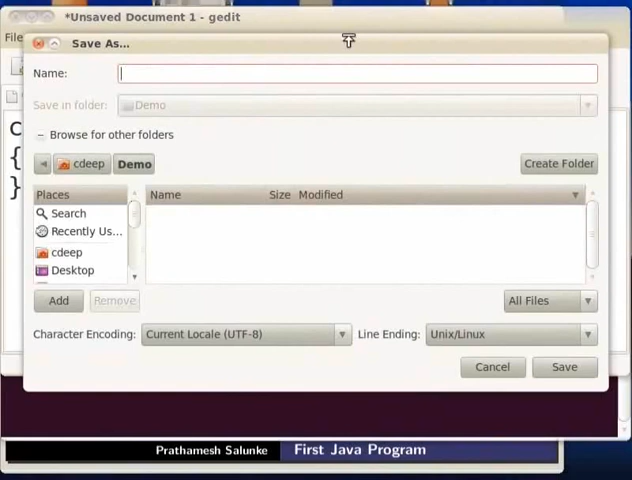 *Unsaved Document 1 - gedit
File
Save As...
Name:
Save in folder: Demo
Browse for other folders
cdeep Demo Create Folder
Places Name Size Modified
Search
Recently Us...
cdeep
Desktop
Add Remove All Files
Character Encoding: Current Locale (UTF-8) Line Ending: Unix/Linux
Cancel Save
{
}
Prathamesh Salunke First Java Program